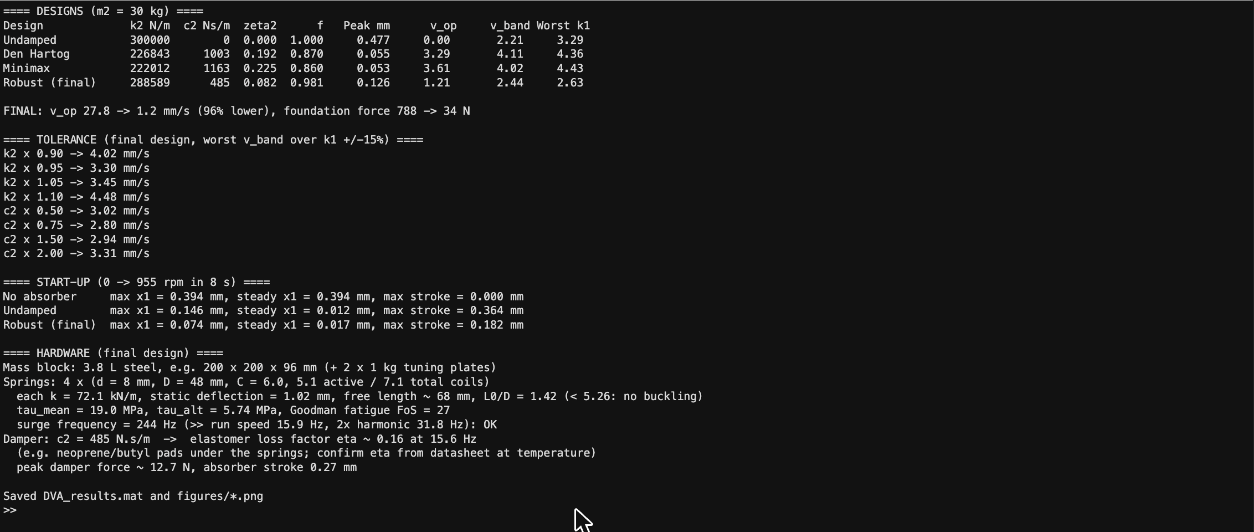 ==== DESIGNS (m2 = 30 kg) ====
Design k2 N/m c2 Ns/m zeta2 f Peak mm v_op v_band Worst k1
Undamped 300000 0 0.000 1.000 0.477 0.00 2.21 3.29
Den Hartog 226843 1003 0.192 0.870 0.055 3.29 4.11 4.36
Minimax 222012 1163 0.225 0.860 0.053 3.61 4.02 4.43
Robust (final) 288589 485 0.082 0.981 0.126 1.21 2.44 2.63
FINAL: v_op 27.8 -> 1.2 mm/s (96% lower), foundation force 788 -> 34 N
==== TOLERANCE (final design, worst v_band over k1 +/-15%) ====
k2 x 0.90 -> 4.02 mm/s
k2 x 0.95 -> 3.30 mm/s
k2 x 1.05 -> 3.45 mm/s
k2 x 1.10 -> 4.48 mm/s
c2 x 0.50 -> 3.02 mm/s
c2 x 0.75 -> 2.80 mm/s
c2 x 1.50 -> 2.94 mm/s
c2 x 2.00 -> 3.31 mm/s
==== START-UP (0 -> 955 rpm in 8 s) ====
No absorber max x1 = 0.394 mm, steady x1 = 0.394 mm, max stroke = 0.000 mm
Undamped max x1 = 0.146 mm, steady x1 = 0.012 mm, max stroke = 0.364 mm
Robust (final) max x1 = 0.074 mm, steady x1 = 0.017 mm, max stroke = 0.182 mm
==== HARDWARE (final design) ====
Mass block: 3.8 L steel, e.g. 200 x 200 x 96 mm (+ 2 x 1 kg tuning plates)
Springs: 4 x (d = 8 mm, D = 48 mm, C = 6.0, 5.1 active / 7.1 total coils)
each k = 72.1 kN/m, static deflection = 1.02 mm, free length ~ 68 mm, L0/D = 1.42 (< 5.26: no buckling)
tau_mean = 19.0 MPa, tau_alt = 5.74 MPa, Goodman fatigue FoS = 27
surge frequency = 244 Hz (>> run speed 15.9 Hz, 2x harmonic 31.8 Hz): OK
Damper: c2 = 485 N.s/m -> elastomer loss factor eta ~ 0.16 at 15.6 Hz
(e.g. neoprene/butyl pads under the springs; confirm eta from datasheet at temperature)
peak damper force ~ 12.7 N, absorber stroke 0.27 mm
Saved DVA_results.mat and figures/*.png
>>